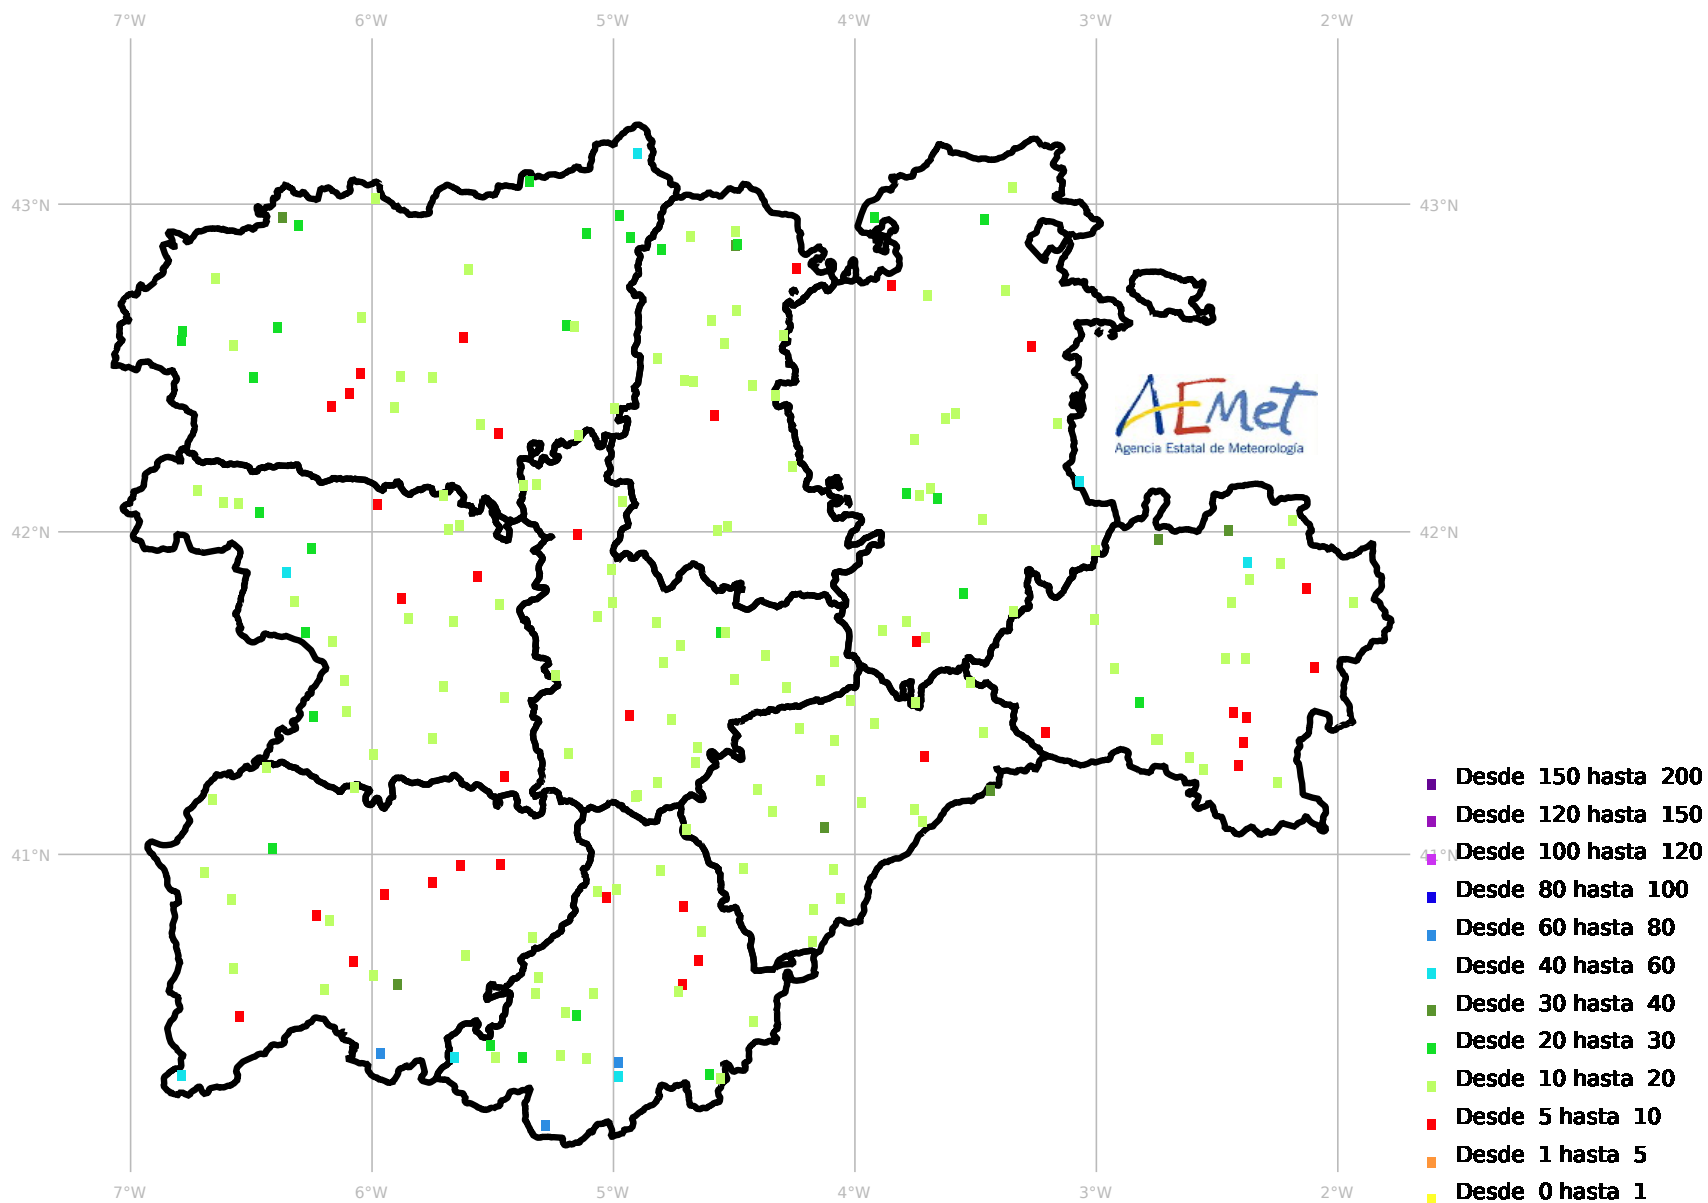 7°W 6°W 5°W 4°W 3°W 2°W
43°N 43°N
AEMet
Agencia Estatal de Meteorología
42°N 42°N
Desde 150 hasta 200
Desde 120 hasta 150
Desde 100 hasta 120
41°N 41°N
Desde 80 hasta 100
Desde 60 hasta 80
Desde 40 hasta 60
Desde 30 hasta 40
Desde 20 hasta 30
Desde 10 hasta 20
Desde 5 hasta 10
Desde 1 hasta 5
Desde 0 hasta 1
7°W 6°W 5°W 4°W 3°W 2°W